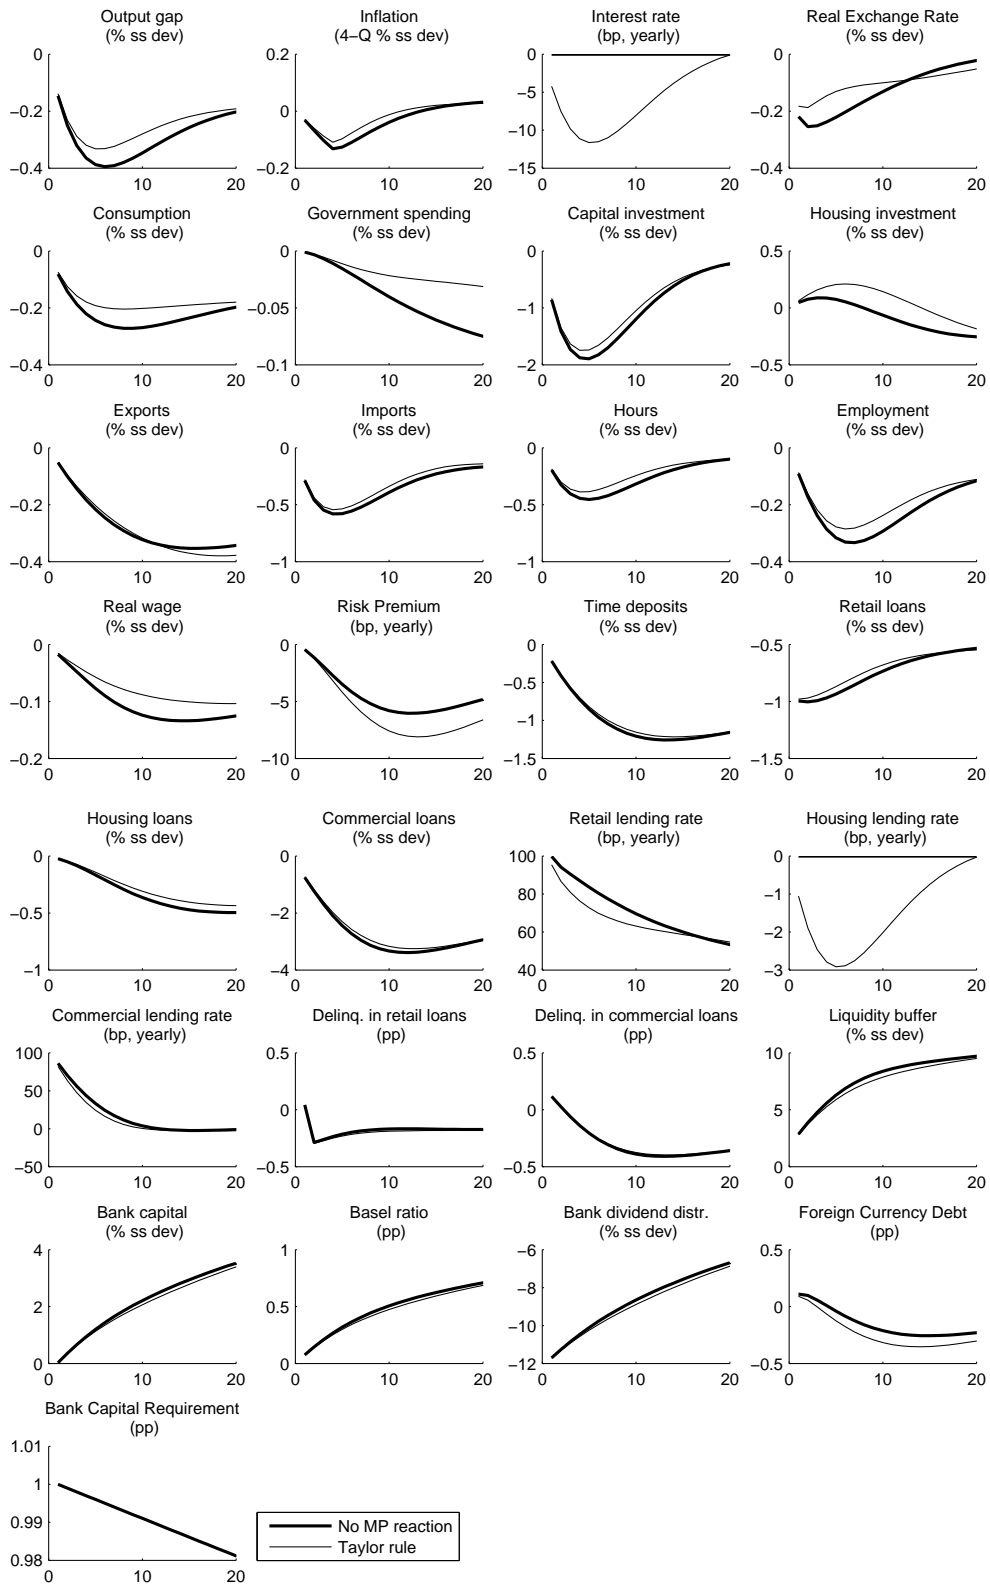 Output gap
(% ss dev)
0
−0.2
−0.4
0 10 20
Inflation
(4−Q % ss dev)
0.2
0
−0.2
0 10 20
Interest rate
(bp, yearly)
0
−5
−10
−15
0 10 20
Real Exchange Rate
(% ss dev)
0
−0.2
−0.4
0 10 20
Consumption
(% ss dev)
0
−0.2
−0.4
0 10 20
Government spending
(% ss dev)
0
−0.05
−0.1
0 10 20
Capital investment
(% ss dev)
0
−1
−2
0 10 20
Housing investment
(% ss dev)
0.5
0
−0.5
0 10 20
Exports
(% ss dev)
0
−0.2
−0.4
0 10 20
Imports
(% ss dev)
0
−0.5
−1
0 10 20
Hours
(% ss dev)
0
−0.5
−1
0 10 20
Employment
(% ss dev)
0
−0.2
−0.4
0 10 20
Real wage
(% ss dev)
0
−0.1
−0.2
0 10 20
Risk Premium
(bp, yearly)
0
−5
−10
0 10 20
Time deposits
(% ss dev)
0
−0.5
−1
−1.5
0 10 20
Retail loans
(% ss dev)
−0.5
−1
−1.5
0 10 20
Housing loans
(% ss dev)
0
−0.5
−1
0 10 20
Commercial loans
(% ss dev)
0
−2
−4
0 10 20
Retail lending rate
(bp, yearly)
100
80
60
40
0 10 20
Housing lending rate
(bp, yearly)
0
−1
−2
−3
0 10 20
Commercial lending rate
(bp, yearly)
100
50
0
−50
0 10 20
Delinq. in retail loans
(pp)
0.5
0
−0.5
0 10 20
Delinq. in commercial loans
(pp)
0.5
0
−0.5
0 10 20
Liquidity buffer
(% ss dev)
10
5
0
0 10 20
Bank capital
(% ss dev)
4
2
0
0 10 20
Basel ratio
(pp)
1
0.5
0
0 10 20
Bank dividend distr.
(% ss dev)
−6
−8
−10
−12
0 10 20
Foreign Currency Debt
(pp)
0.5
0
−0.5
0 10 20
Bank Capital Requirement
(pp)
1.01
1
0.99
0.98
0 10 20
No MP reaction
Taylor rule